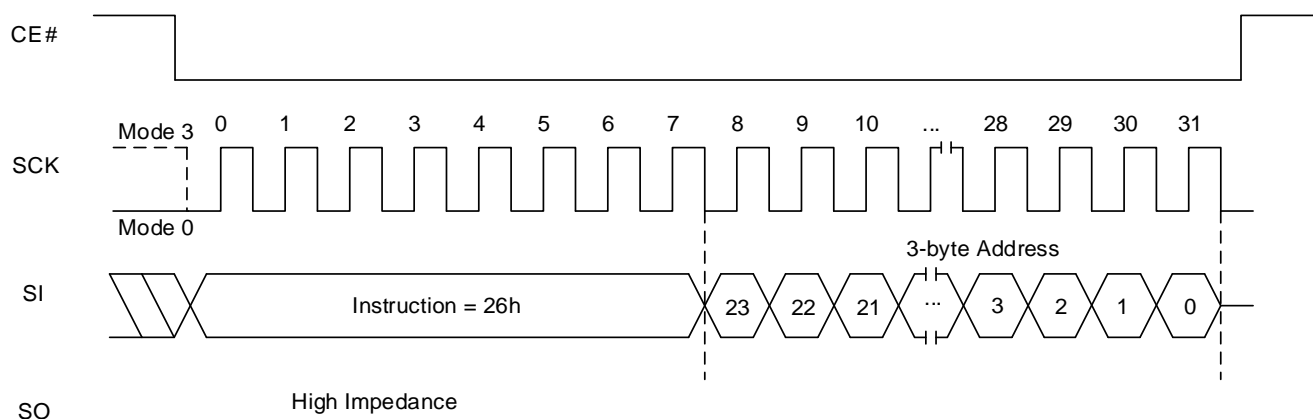 CE#
Mode 3 0 1 2 3 4 5 6 7 8 9 10 ... 28 29 30 31
SCK
Mode 0
3-byte Address
SI Instruction = 26h 23 22 21 ... 3 2 1 0
High Impedance
SO